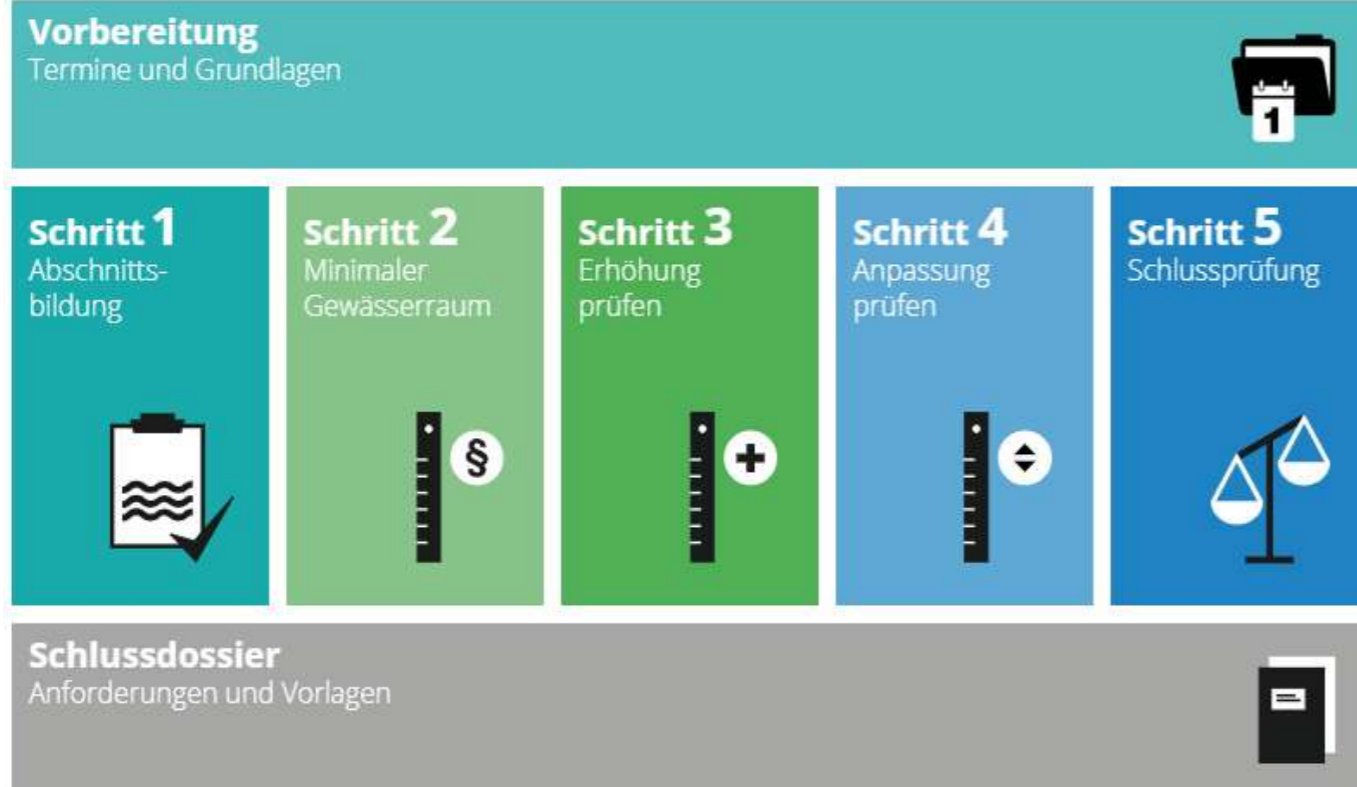 Vorbereitung
Termine und Grundlagen
1
Schritt 1
Abschnitts-
bildung
Schritt 2
Minimaler
Gewässerraum
§
Schritt 3
Erhöhung
prüfen
Schritt 4
Anpassung
prüfen
Schritt 5
Schlussprüfung
Schlussdossier
Anforderungen und Vorlagen